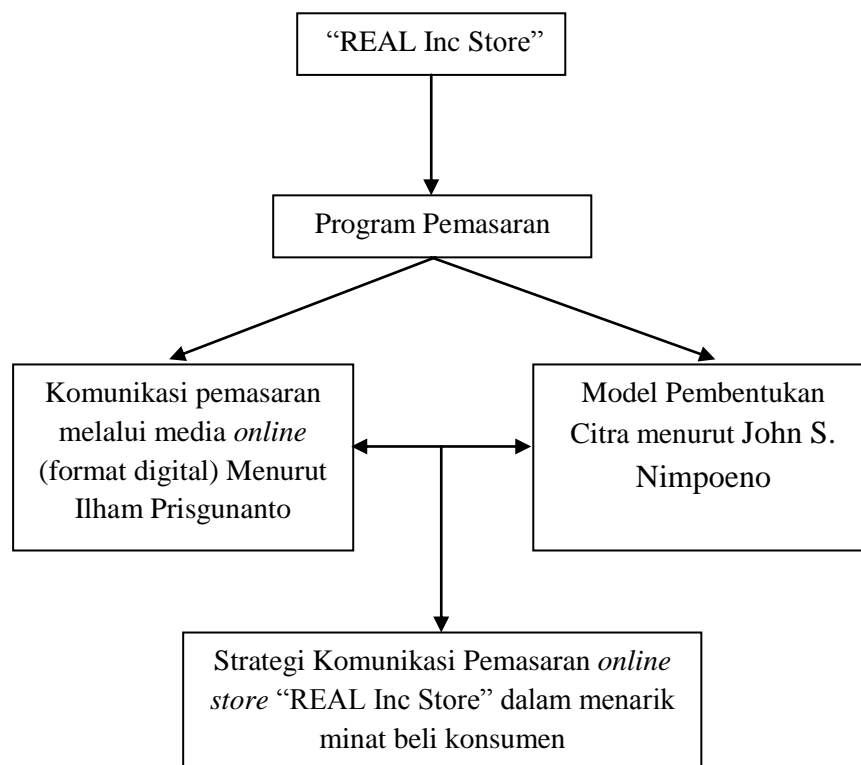 “REAL Inc Store”
Program Pemasaran
Komunikasi pemasaran
melalui media online
(format digital) Menurut
Ilham Prisgunanto
Model Pembentukan
Citra menurut John S.
Nimpoeno
Strategi Komunikasi Pemasaran online
store “REAL Inc Store” dalam menarik
minat beli konsumen